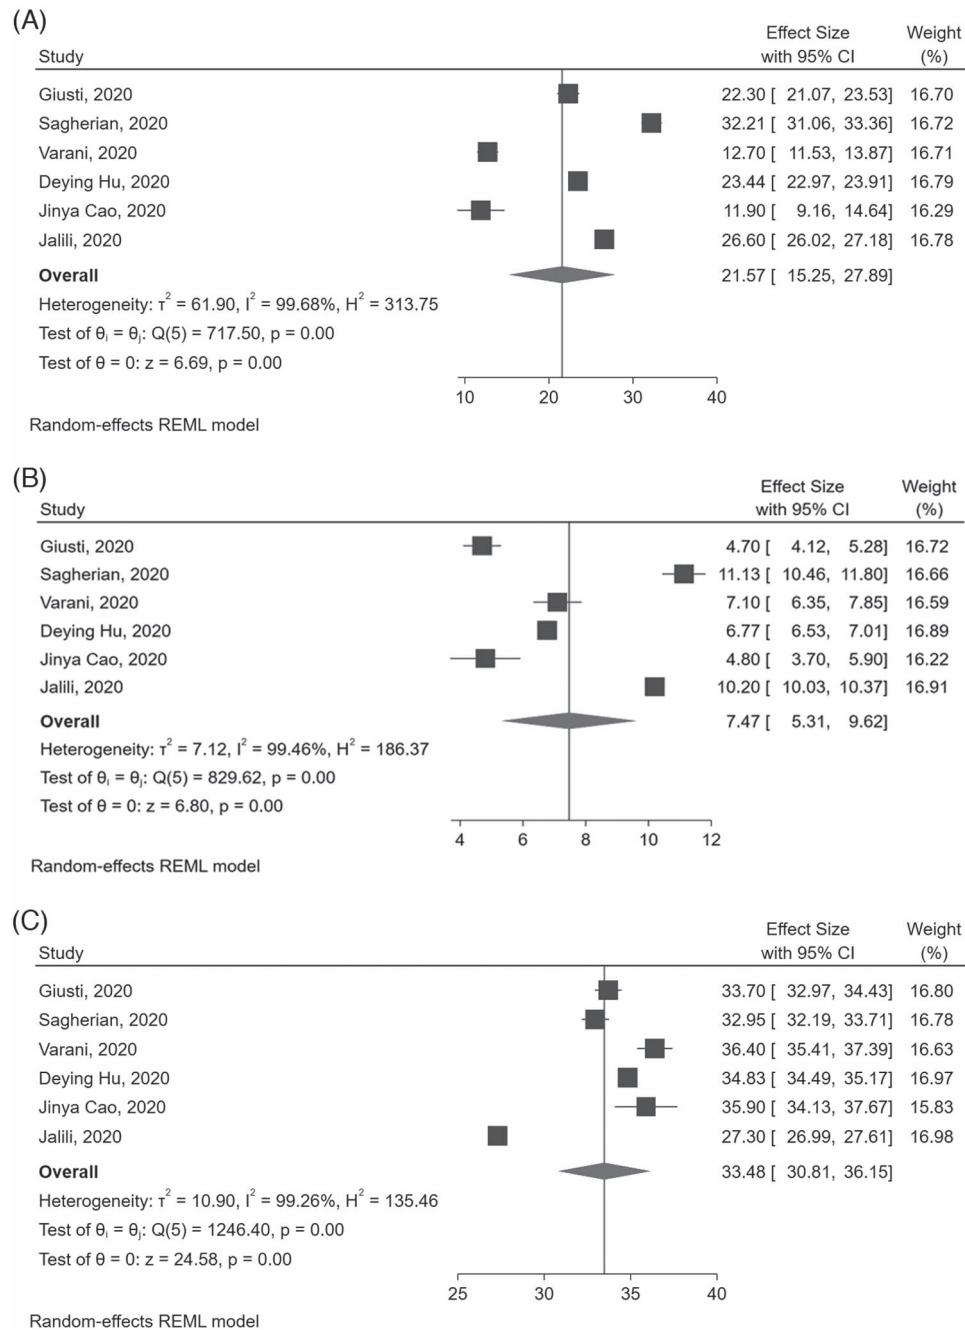 (A)
Effect Size Weight
Study with 95% CI (%)
Giusti, 2020 22.30 [ 21.07, 23.53] 16.70
Sagherian, 2020 32.21 [ 31.06, 33.36] 16.72
Varani, 2020 12.70 [ 11.53, 13.87] 16.71
Deying Hu, 2020 23.44 [ 22.97, 23.91] 16.79
Jinya Cao, 2020 11.90 [ 9.16, 14.64] 16.29
Jalili, 2020 26.60 [ 26.02, 27.18] 16.78
Overall 21.57 [ 15.25, 27.89]
Heterogeneity: τ² = 61.90, I² = 99.68%, H² = 313.75
Test of θᵢ = θⱼ: Q(5) = 717.50, p = 0.00
Test of θ = 0: z = 6.69, p = 0.00
10 20 30 40
Random-effects REML model
(B)
Effect Size Weight
Study with 95% CI (%)
Giusti, 2020 4.70 [ 4.12, 5.28] 16.72
Sagherian, 2020 11.13 [ 10.46, 11.80] 16.66
Varani, 2020 7.10 [ 6.35, 7.85] 16.59
Deying Hu, 2020 6.77 [ 6.53, 7.01] 16.89
Jinya Cao, 2020 4.80 [ 3.70, 5.90] 16.22
Jalili, 2020 10.20 [ 10.03, 10.37] 16.91
Overall 7.47 [ 5.31, 9.62]
Heterogeneity: τ² = 7.12, I² = 99.46%, H² = 186.37
Test of θᵢ = θⱼ: Q(5) = 829.62, p = 0.00
Test of θ = 0: z = 6.80, p = 0.00
4 6 8 10 12
Random-effects REML model
(C)
Effect Size Weight
Study with 95% CI (%)
Giusti, 2020 33.70 [ 32.97, 34.43] 16.80
Sagherian, 2020 32.95 [ 32.19, 33.71] 16.78
Varani, 2020 36.40 [ 35.41, 37.39] 16.63
Deying Hu, 2020 34.83 [ 34.49, 35.17] 16.97
Jinya Cao, 2020 35.90 [ 34.13, 37.67] 15.83
Jalili, 2020 27.30 [ 26.99, 27.61] 16.98
Overall 33.48 [ 30.81, 36.15]
Heterogeneity: τ² = 10.90, I² = 99.26%, H² = 135.46
Test of θᵢ = θⱼ: Q(5) = 1246.40, p = 0.00
Test of θ = 0: z = 24.58, p = 0.00
25 30 35 40
Random-effects REML model